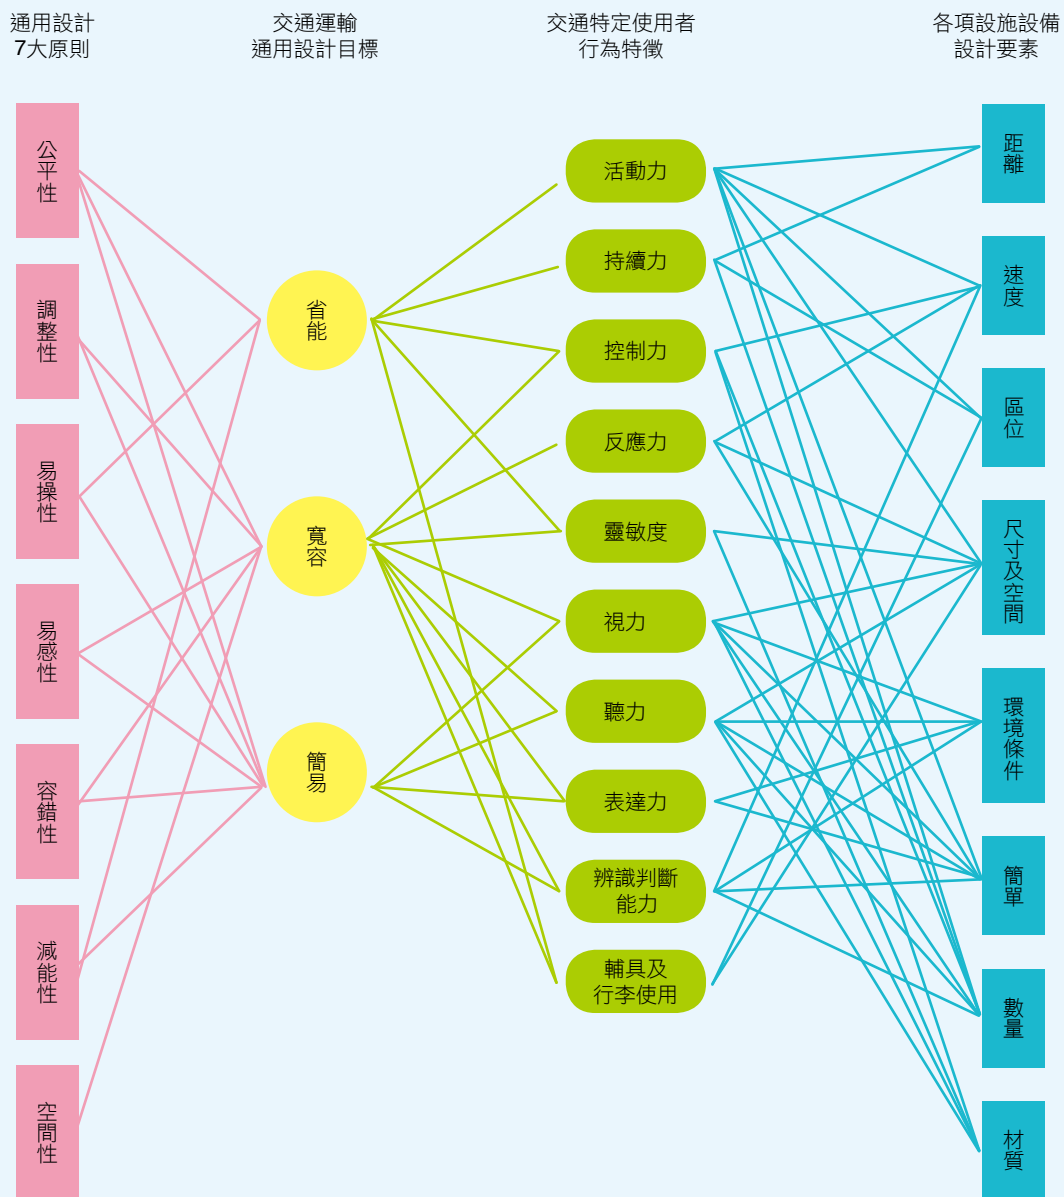 通用設計
7大原則
交通運輸
通用設計目標
交通特定使用者
行為特徵
各項設施設備
設計要素
公平性
調整性
易操性
易感性
容錯性
減能性
空間性
省能
寬容
簡易
活動力
持續力
控制力
反應力
靈敏度
視力
聽力
表達力
辨識判斷
能力
輔具及
行李使用
距離
速度
區位
尺寸及空間
環境條件
簡單
數量
材質